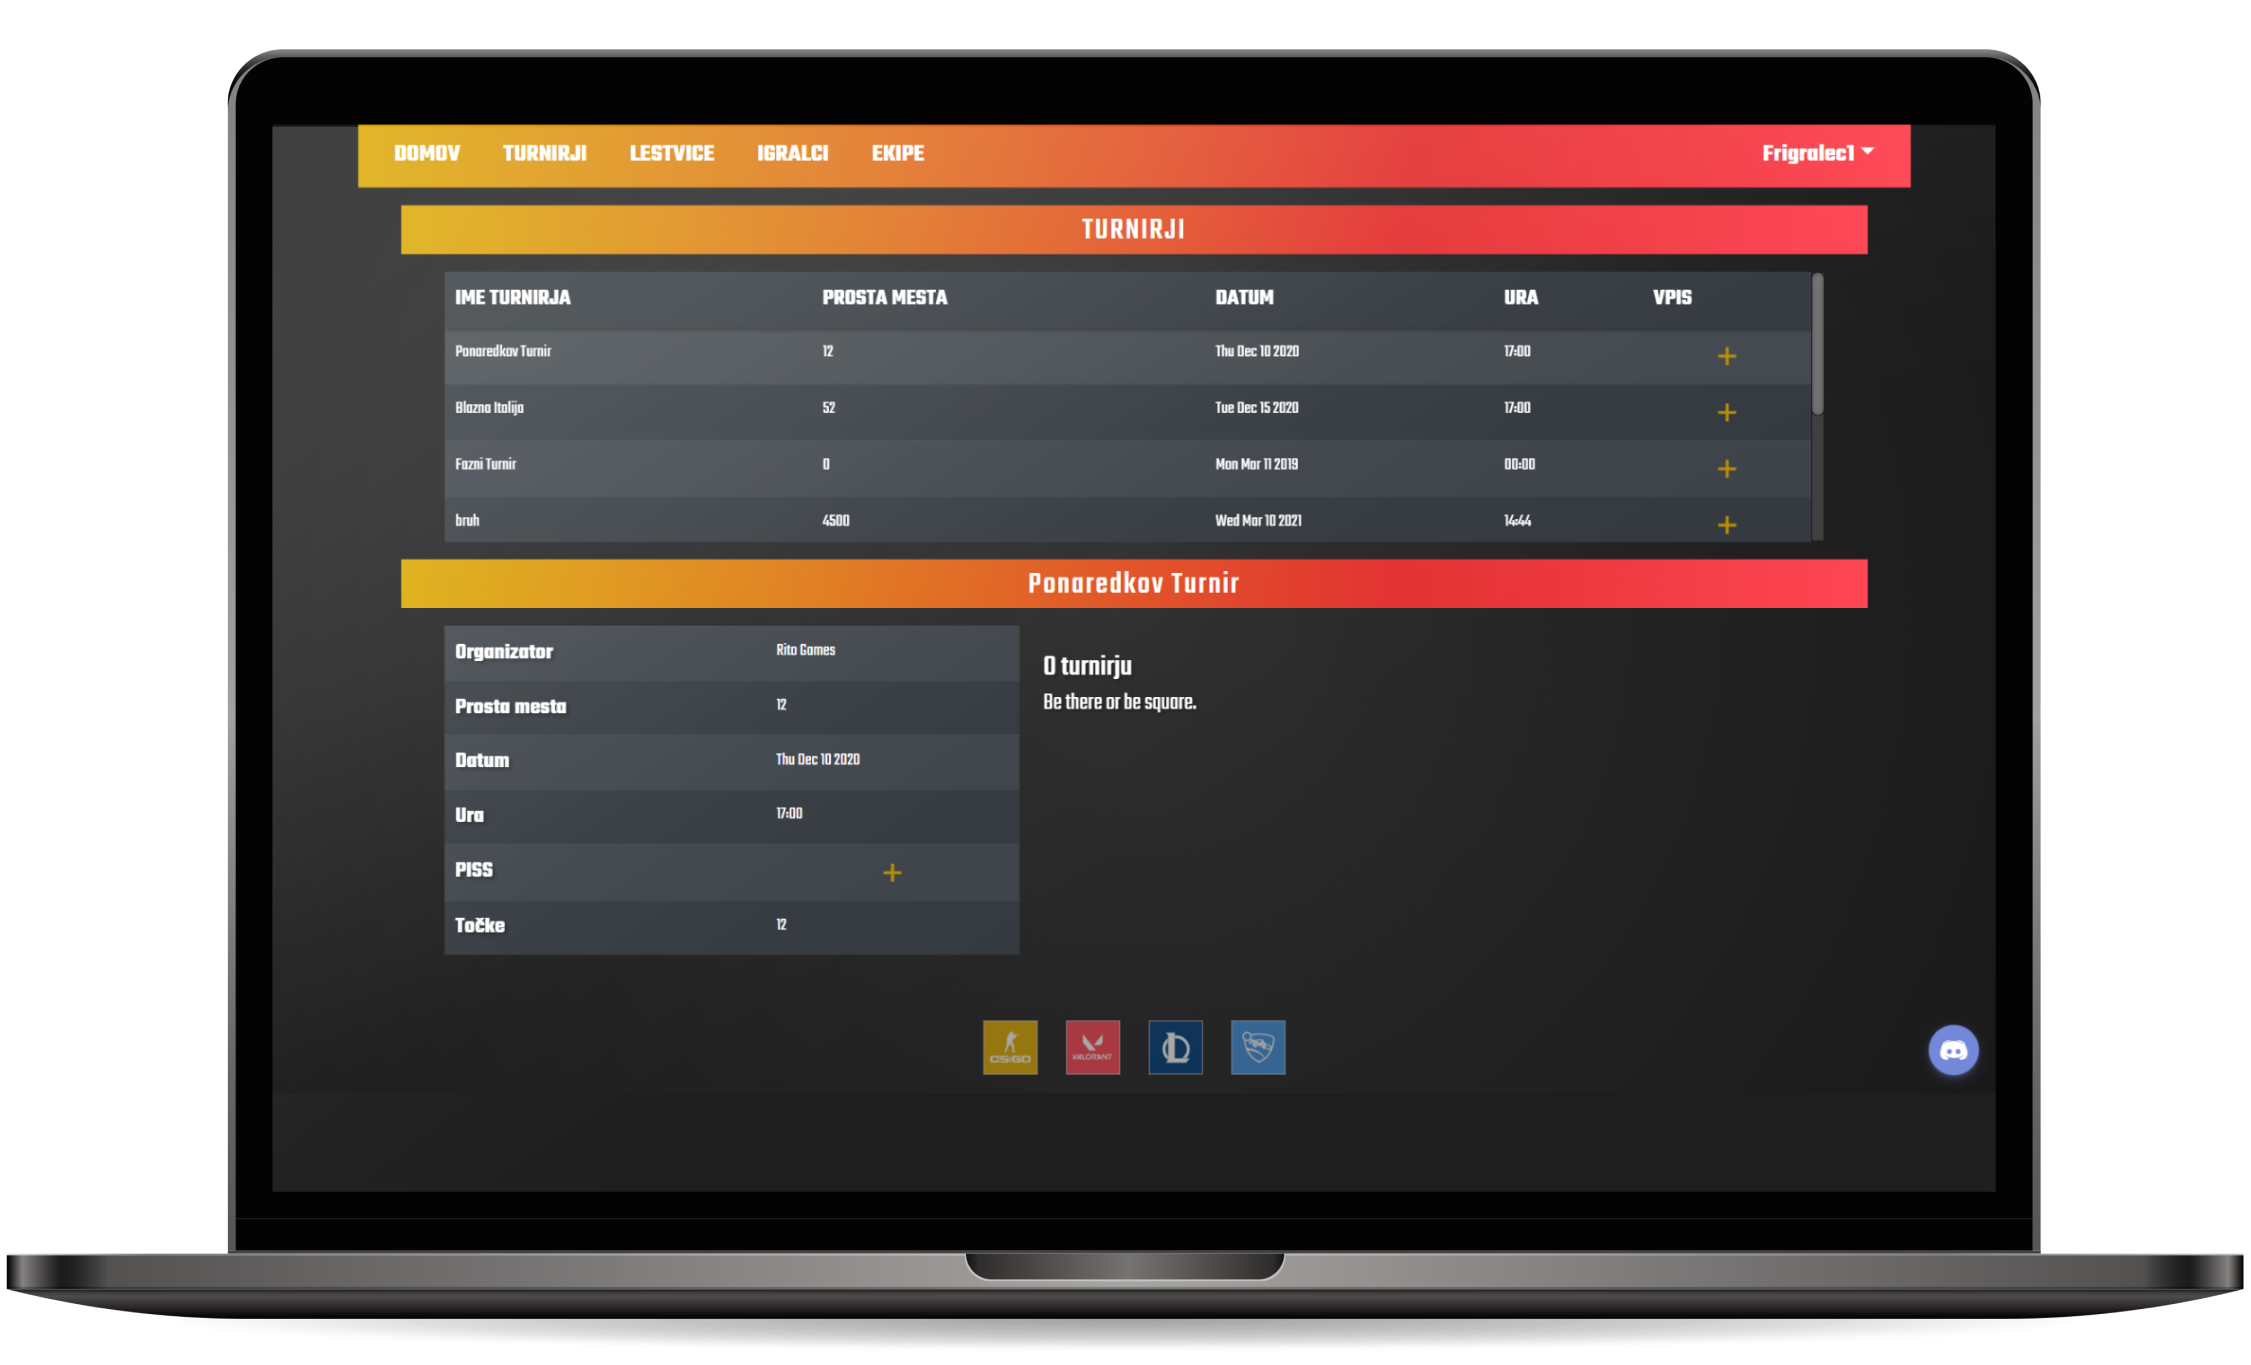 DOMOV TURNIRJI LESTVICE IGRALCI EKIPE Frigralec1
TURNIRJI
IME TURNIRJA PROSTA MESTA DATUM URA VPIS
Ponaredkov Turnir 12 Thu Dec 10 2020 17:00 +
Blazna Italija 52 Tue Dec 15 2020 17:00 +
Fazni Turnir 0 Mon Mar 11 2019 00:00 +
bruh 4500 Wed Mar 10 2021 14:44 +
Ponaredkov Turnir
Organizator Rito Games
Prosta mesta 12
Datum Thu Dec 10 2020
Ura 17:00
PISS +
Točke 12
O turnirju
Be there or be square.
CS:GO VALORANT